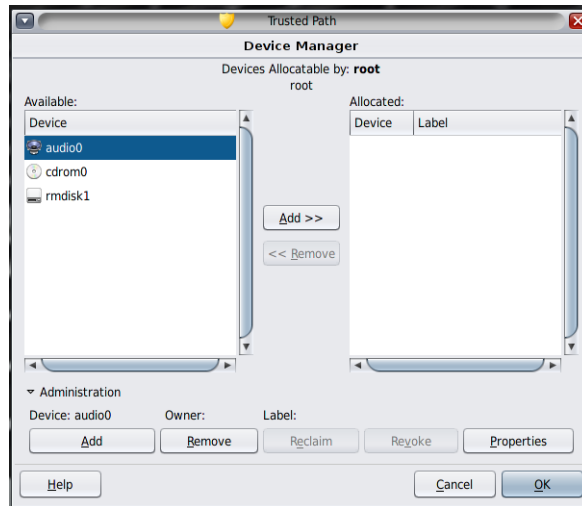 Trusted Path
Device Manager
Devices Allocatable by: root
root
Available:
Device
audio0
cdrom0
rmdisk1
Add >>
<< Remove
Allocated:
Device Label
Administration
Device: audio0 Owner: Label:
Add Remove Reclaim Revoke Properties
Help Cancel OK